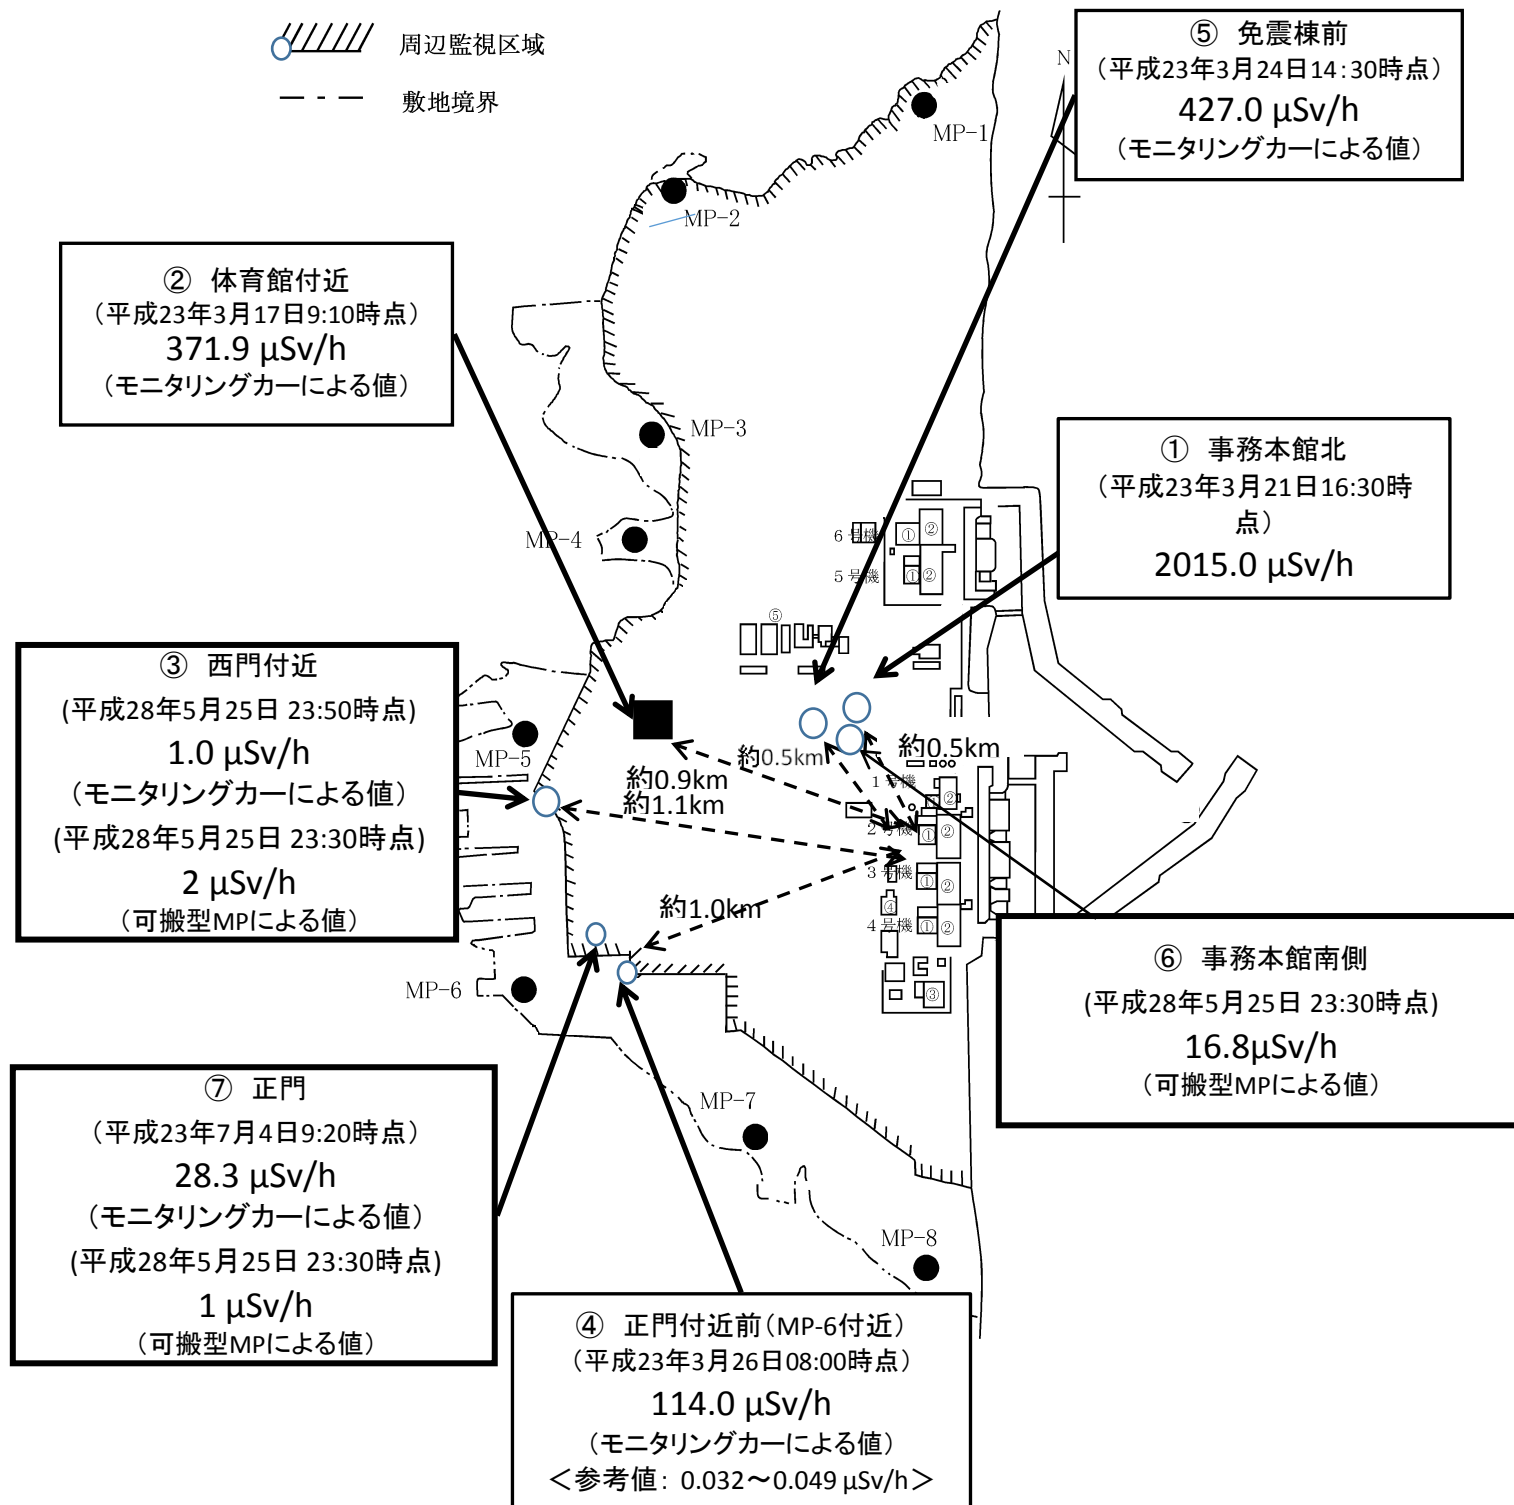 周辺監視区域
敷地境界
N
⑤ 免震棟前
（平成23年3月24日14:30時点）
427.0 μSv/h
（モニタリングカーによる値）
MP-1
MP-2
② 体育館付近
（平成23年3月17日9:10時点）
371.9 μSv/h
（モニタリングカーによる値）
MP-3
① 事務本館北
（平成23年3月21日16:30時
点）
2015.0 μSv/h
MP-4
6号機
①
②
5号機
①
②
⑤
③ 西門付近
(平成28年5月25日 23:50時点)
1.0 μSv/h
（モニタリングカーによる値）
(平成28年5月25日 23:30時点)
2 μSv/h
（可搬型MPによる値）
MP-5
約0.5km
約0.5km
約0.9km
約1.1km
1号機
①
②
2号機
①
②
3号機
①
②
④
約1.0km
4号機
①
②
③
MP-6
⑥ 事務本館南側
(平成28年5月25日 23:30時点)
16.8μSv/h
（可搬型MPによる値）
⑦ 正門
（平成23年7月4日9:20時点）
28.3 μSv/h
（モニタリングカーによる値）
(平成28年5月25日 23:30時点)
1 μSv/h
（可搬型MPによる値）
MP-7
MP-8
④ 正門付近前（MP-6付近）
（平成23年3月26日08:00時点）
114.0 μSv/h
（モニタリングカーによる値）
＜参考値: 0.032～0.049 μSv/h＞